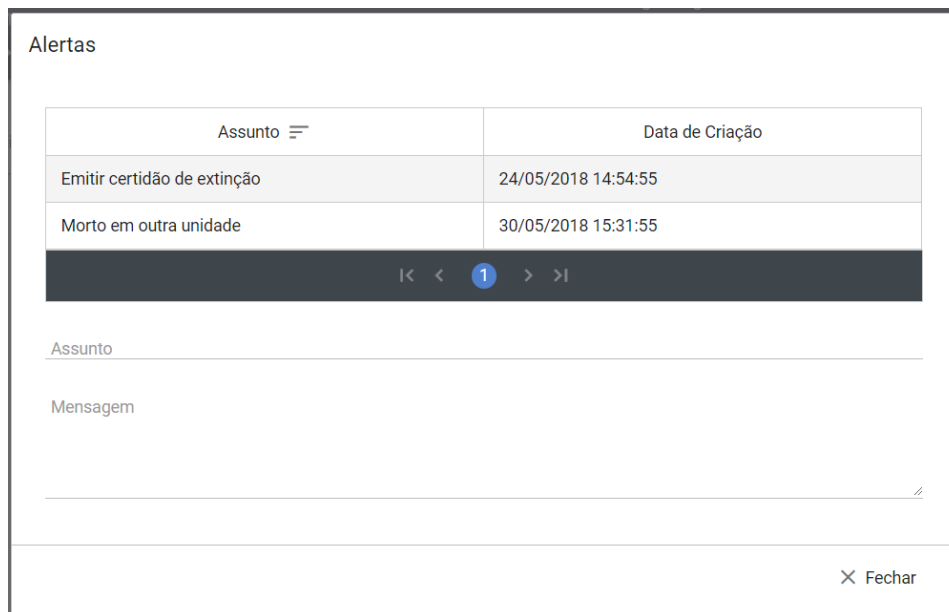 Alertas
Assunto Data de Criação
Emitir certidão de extinção 24/05/2018 14:54:55
Morto em outra unidade 30/05/2018 15:31:55
1
Assunto
Mensagem
Fechar